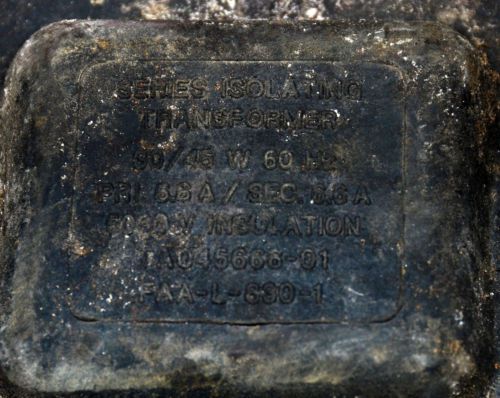 SERIES ISOLATING
TRANSFORMER
30/45 W 60 HZ
PRI. 6.6 A / SEC. 6.6 A
5000 V INSULATION
FAA-L-830-1